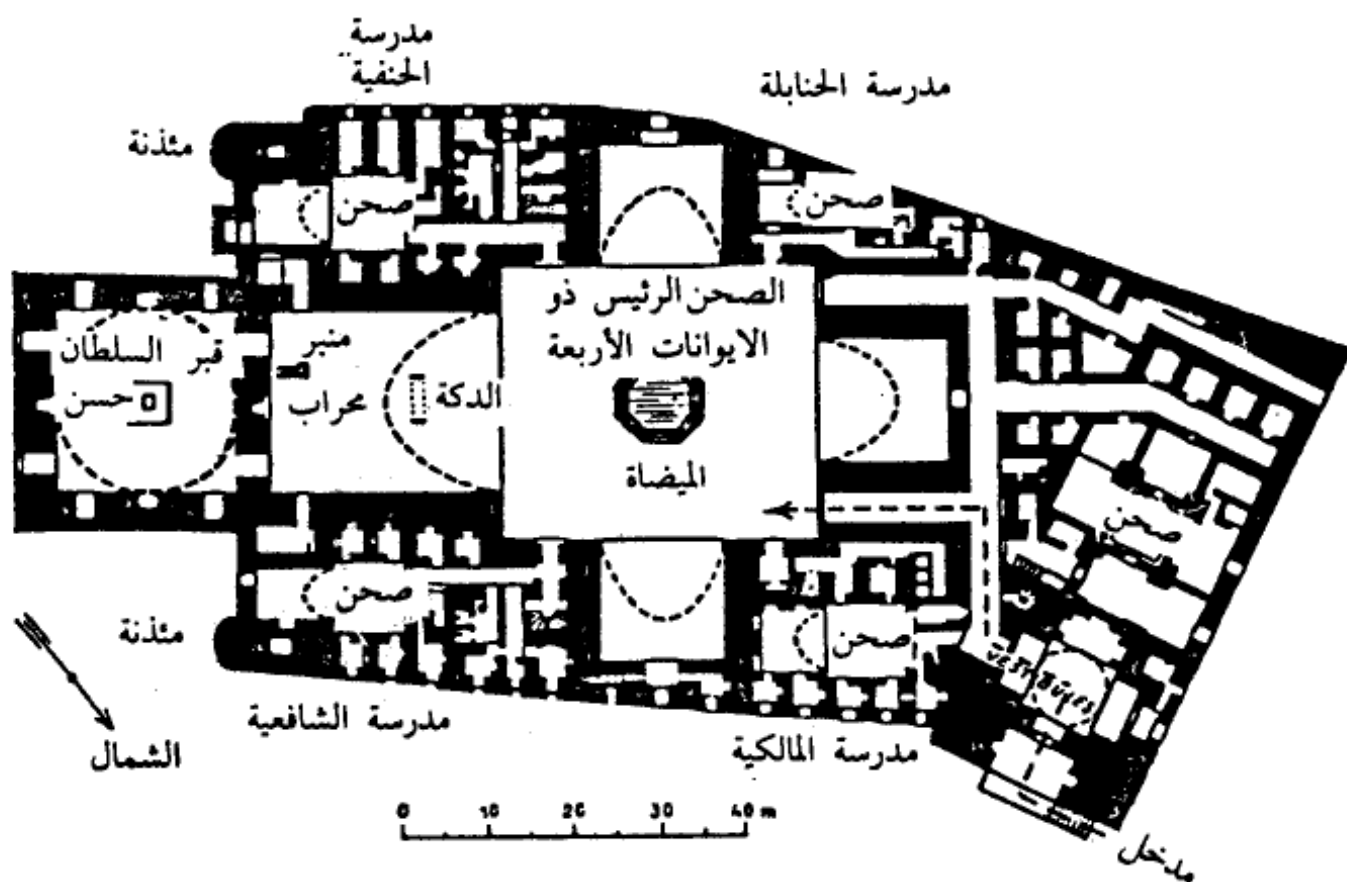 مدرسة
الحنفية
مدرسة الحنابلة
مئذنة
صحن
صحن
الصحن الرئيس ذو
الايوانات الأربعة
قبر السلطان
حسن
منبر
محراب
الدكة
الميضاة
صحن
صحن
صحن
مئذنة
الشمال
مدرسة الشافعية
مدرسة المالكية
0 10 20 30 40 m
مدخل